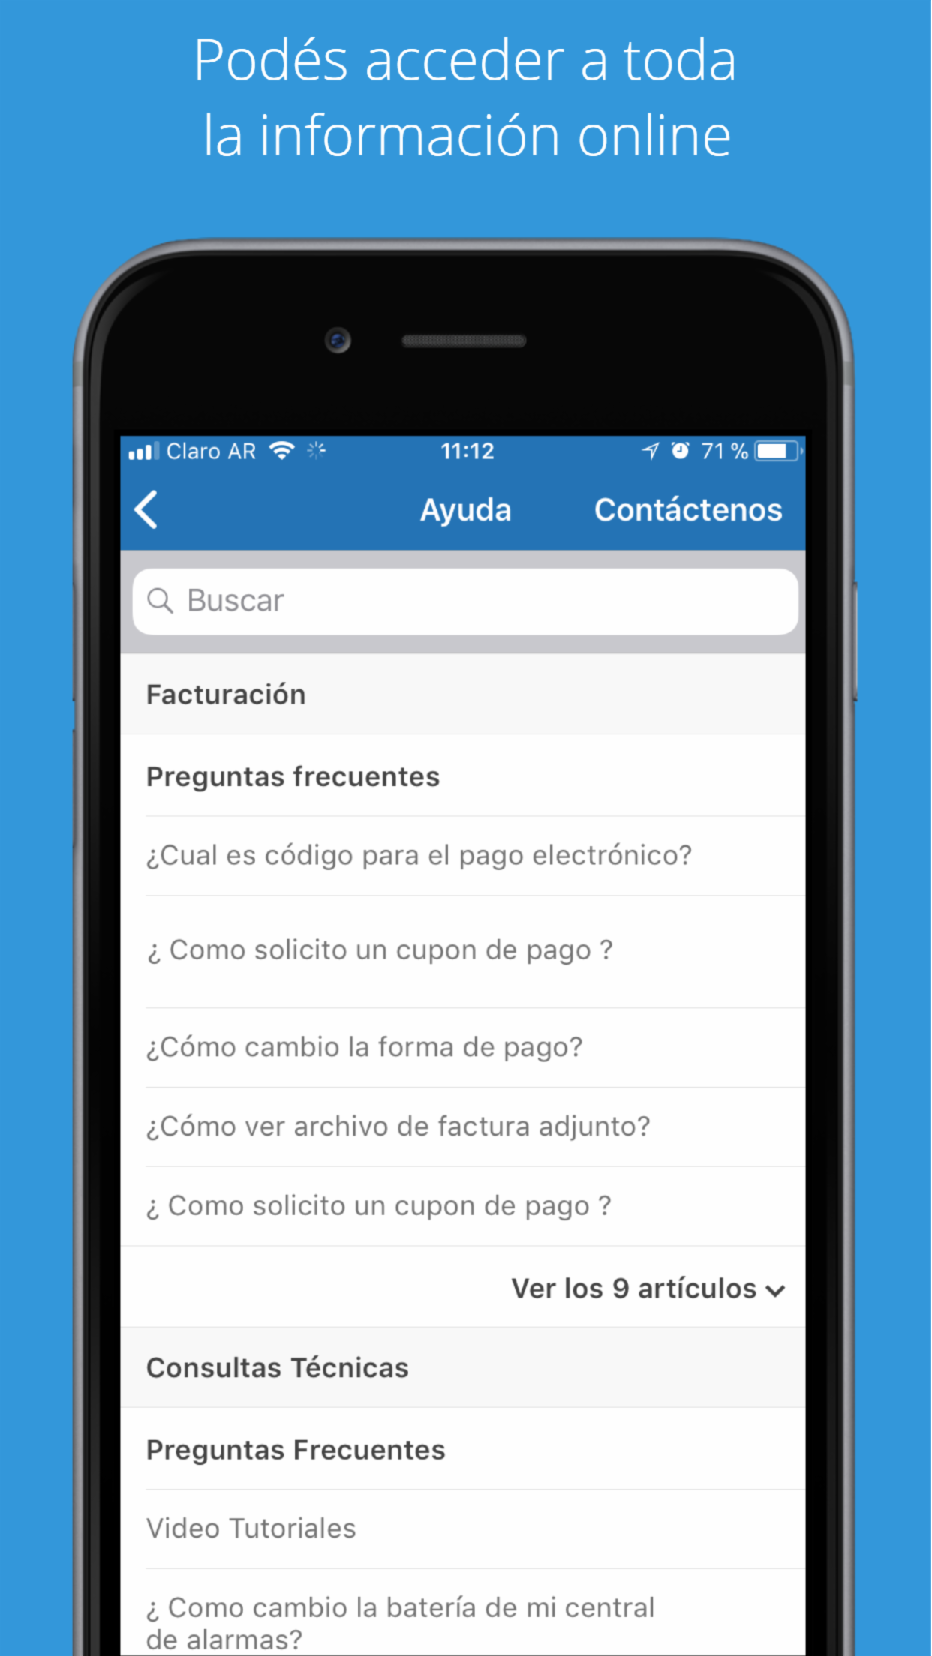 Podés acceder a toda
la información online
Claro AR 11:12 71 %
Ayuda Contáctenos
Buscar
Facturación
Preguntas frecuentes
¿Cual es código para el pago electrónico?
¿ Como solicito un cupon de pago ?
¿Cómo cambio la forma de pago?
¿Cómo ver archivo de factura adjunto?
¿ Como solicito un cupon de pago ?
Ver los 9 artículos
Consultas Técnicas
Preguntas Frecuentes
Video Tutoriales
¿ Como cambio la batería de mi central
de alarmas?